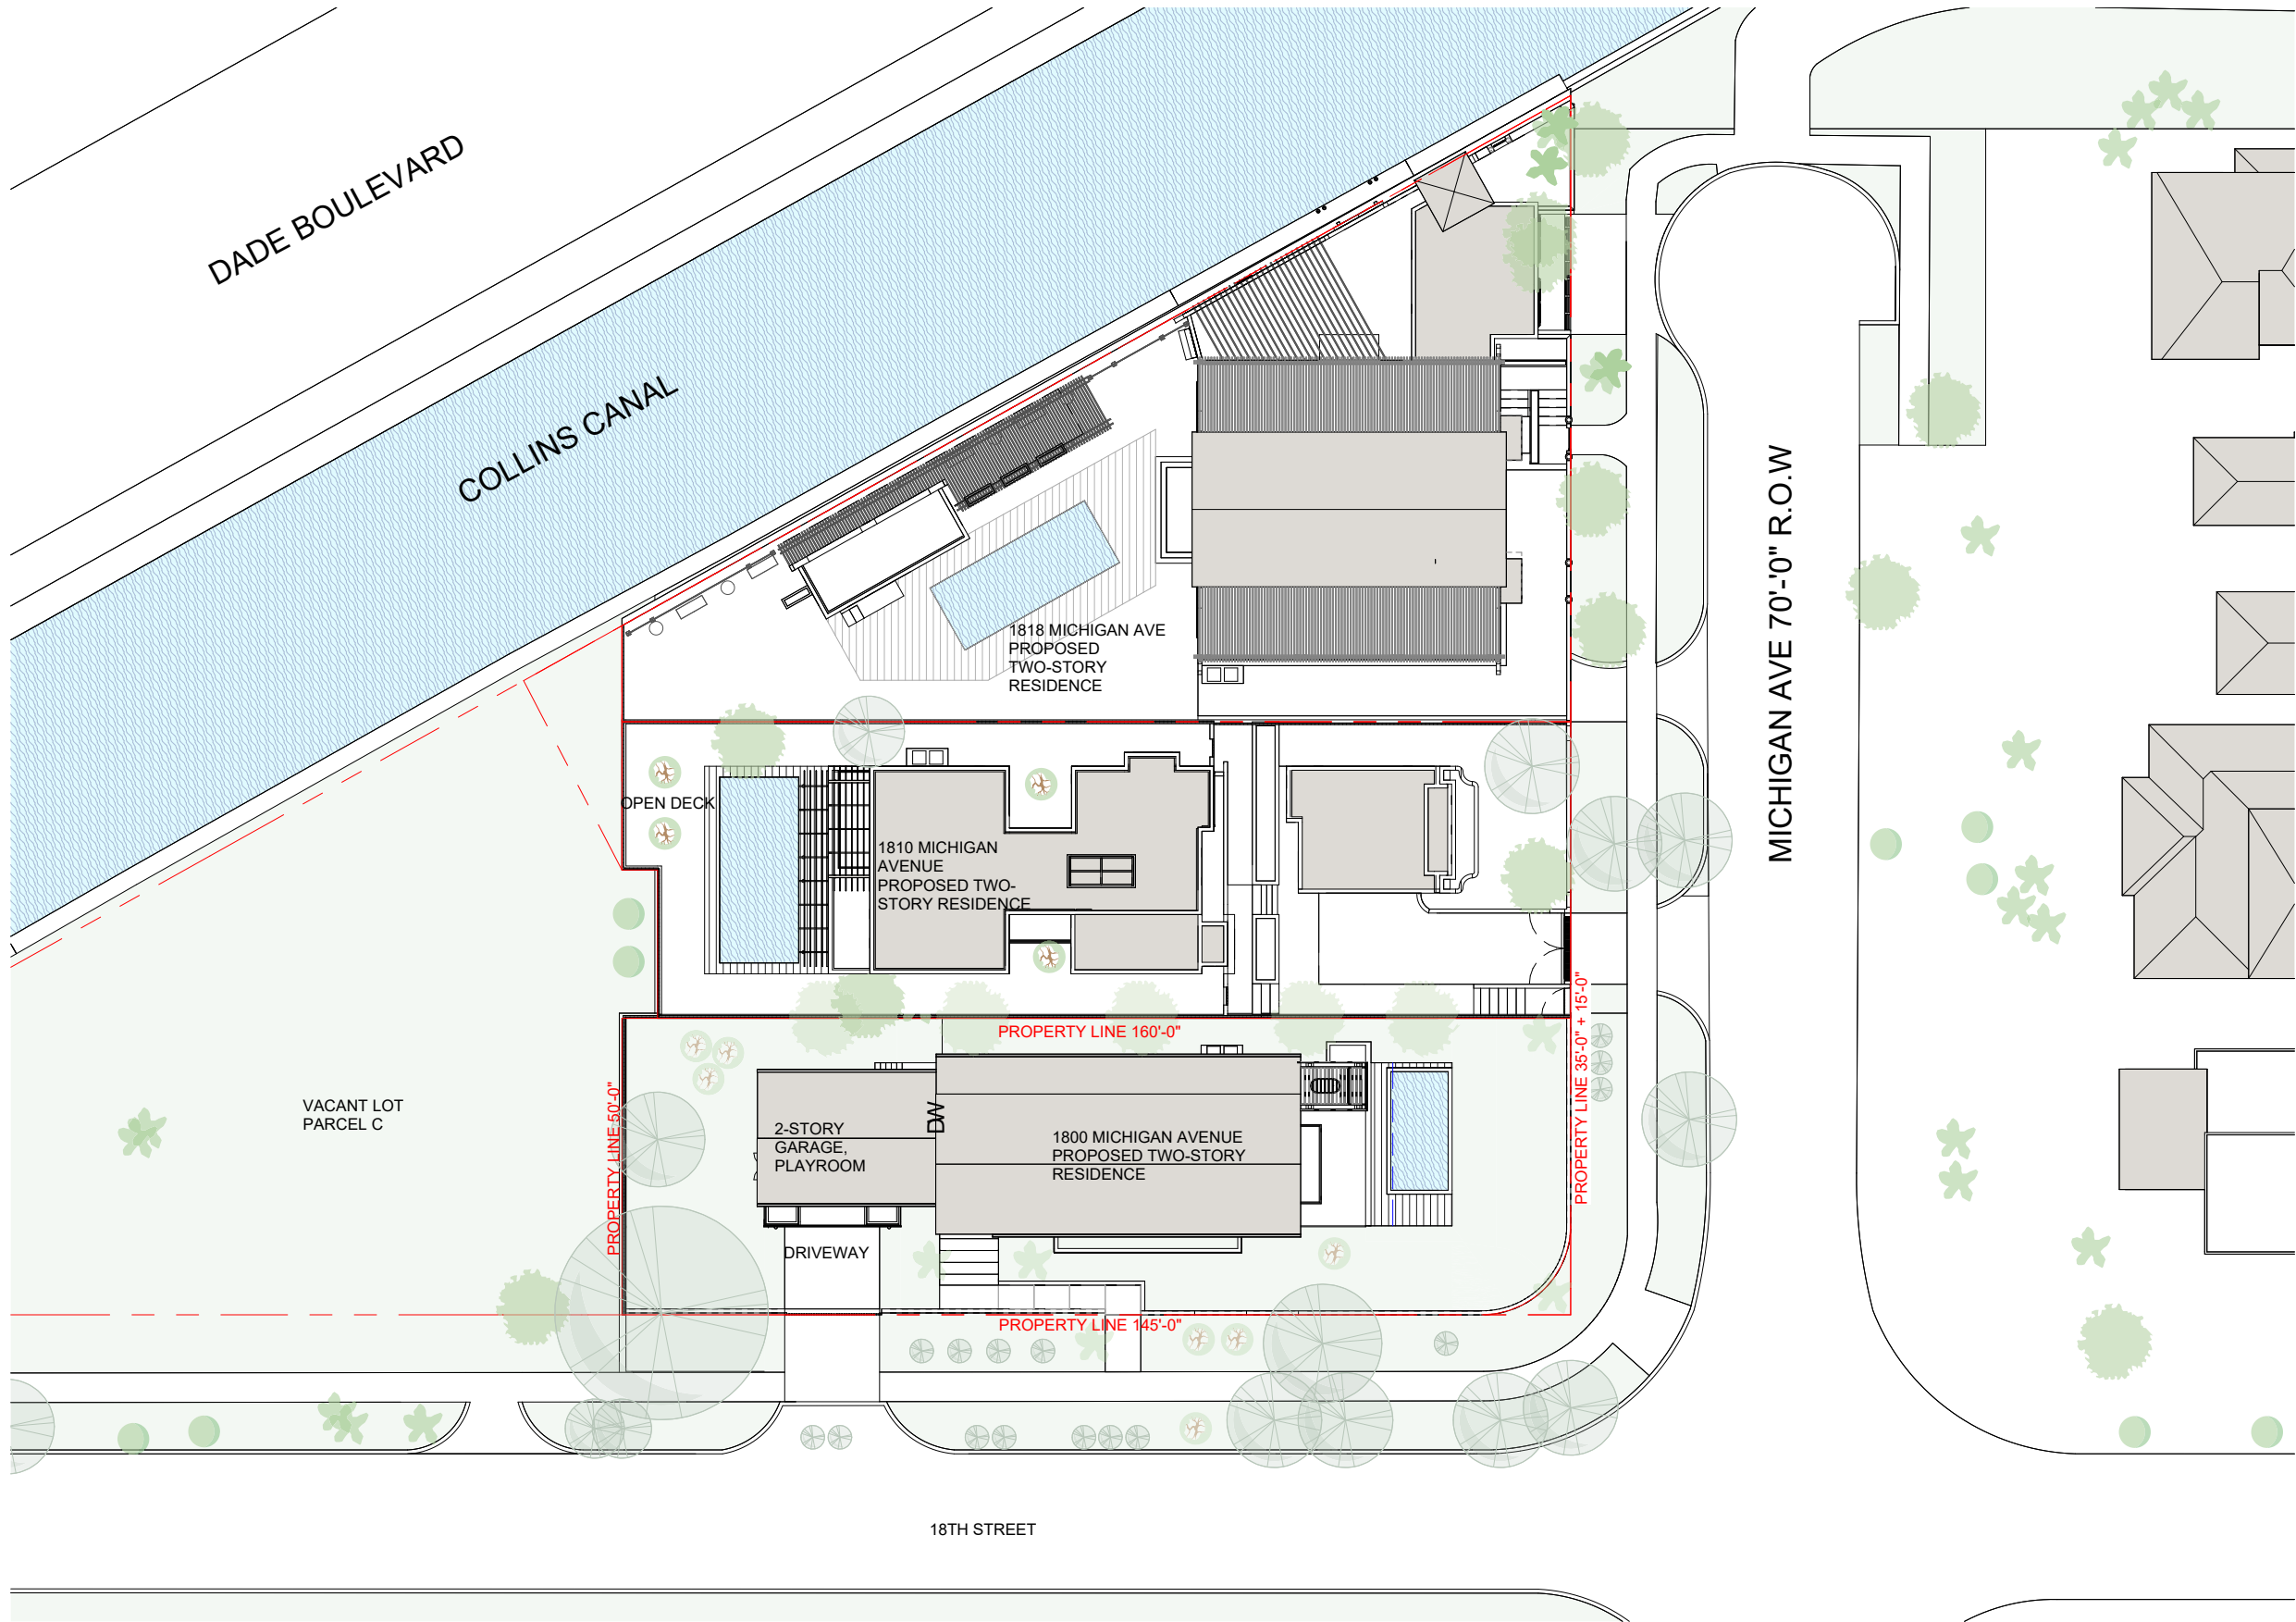 DADE BOULEVARD
COLLINS CANAL
MICHIGAN AVE 70'-'0" R.O.W
1818 MICHIGAN AVE
PROPOSED
TWO-STORY
RESIDENCE
OPEN DECK
1810 MICHIGAN
AVENUE
PROPOSED TWO-
STORY RESIDENCE
PROPERTY LINE 160'-0"
PROPERTY LINE 35'-0" + 15'-0"
PROPERTY LINE 50'-0"
VACANT LOT
PARCEL C
2-STORY
GARAGE,
PLAYROOM
DW
1800 MICHIGAN AVENUE
PROPOSED TWO-STORY
RESIDENCE
DRIVEWAY
PROPERTY LINE 145'-0"
18TH STREET